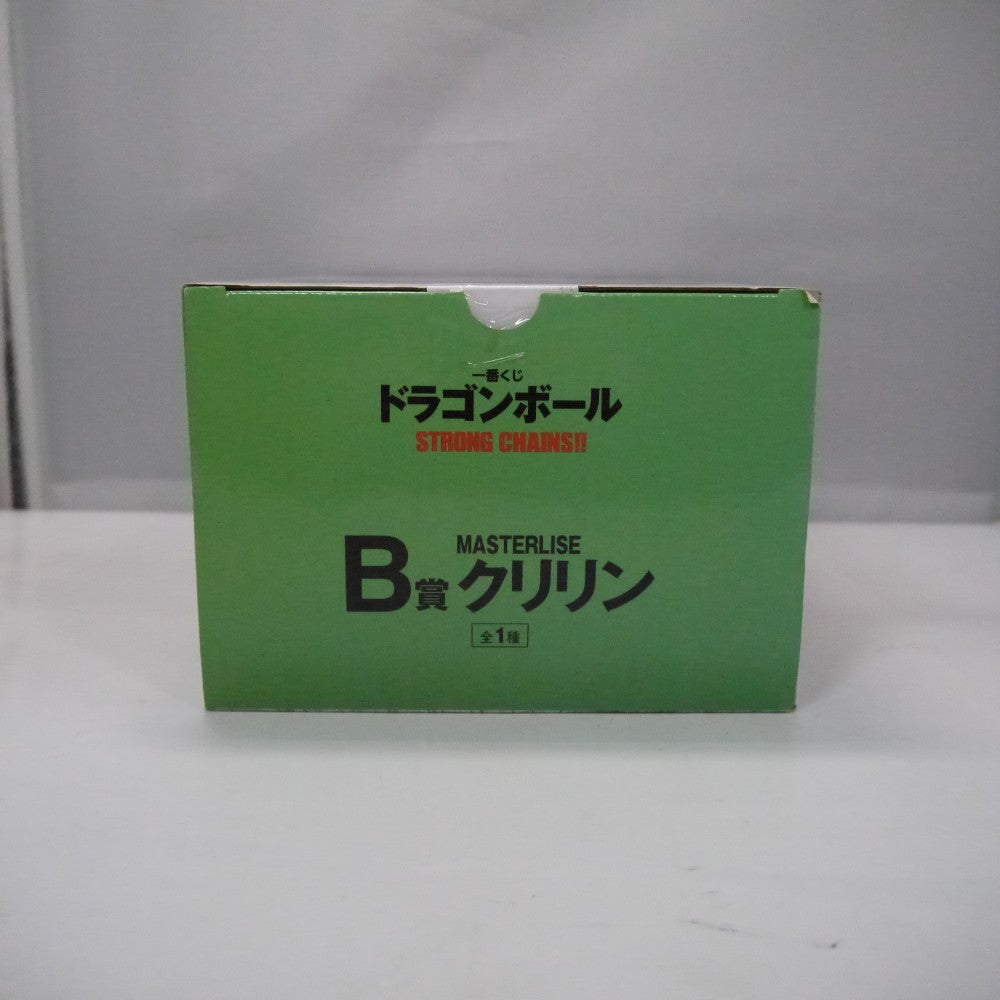 一番くじ
ドラゴンボール
STRONG CHAINS!!
MASTERLISE
B賞 クリリン
全1種